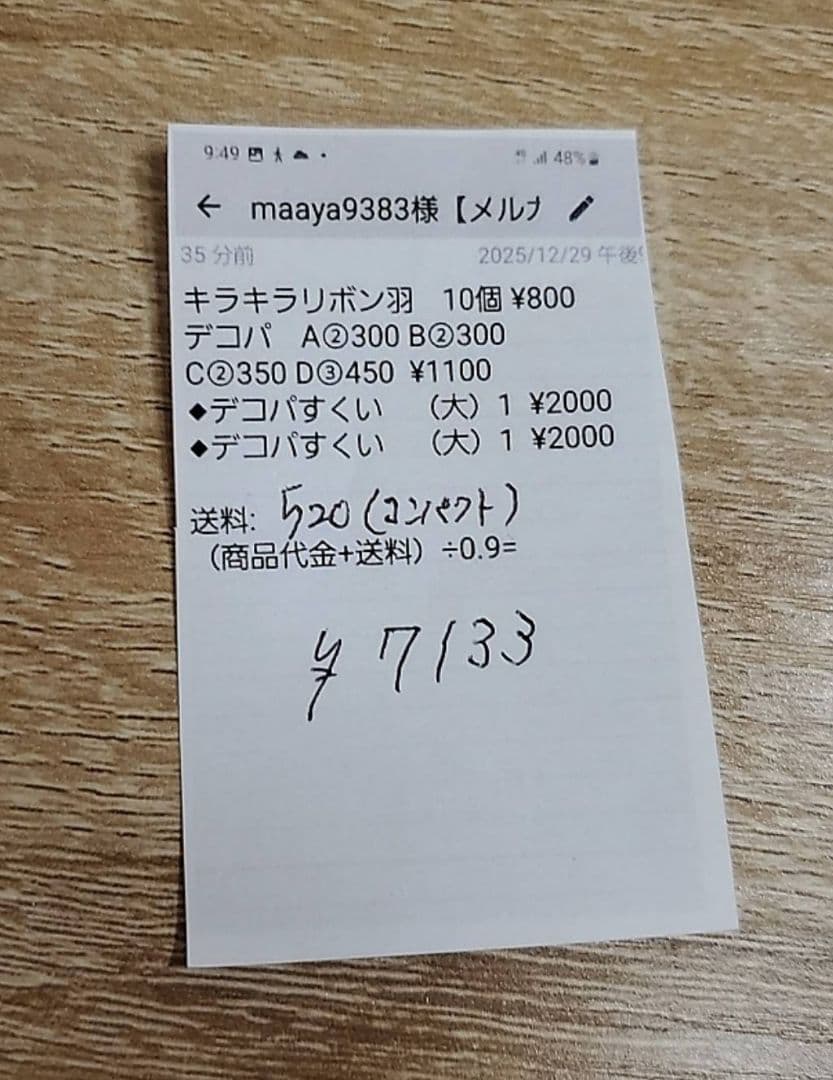 9:49 48%
← maaya9383様【メルカ
35 分前 2025/12/29 午後
キラキラリボン羽 10個 ¥800
デコパ A②300 B②300
C②350 D③450 ¥1100
◆デコパすくい (大) 1 ¥2000
◆デコパすくい (大) 1 ¥2000
送料: 520 (コンパクト)
(商品代金+送料) ÷0.9=
¥ 7133